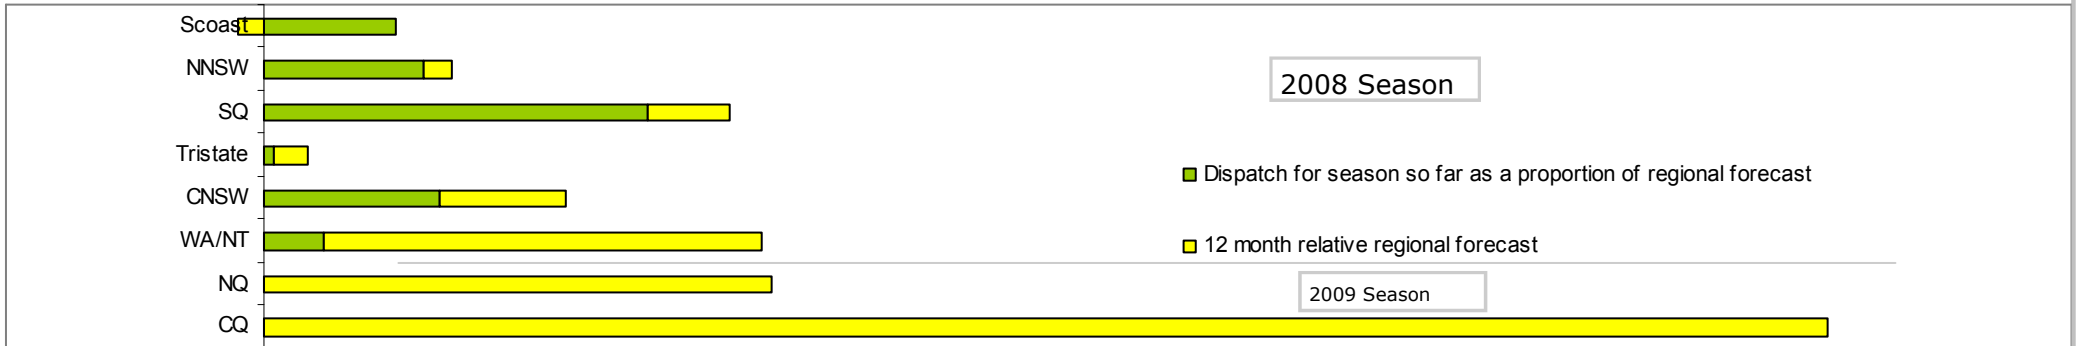 Scoast
NNSW
2008 Season
SQ
Tristate
Dispatch for season so far as a proportion of regional forecast
CNSW
WA/NT
12 month relative regional forecast
NQ
2009 Season
CQ